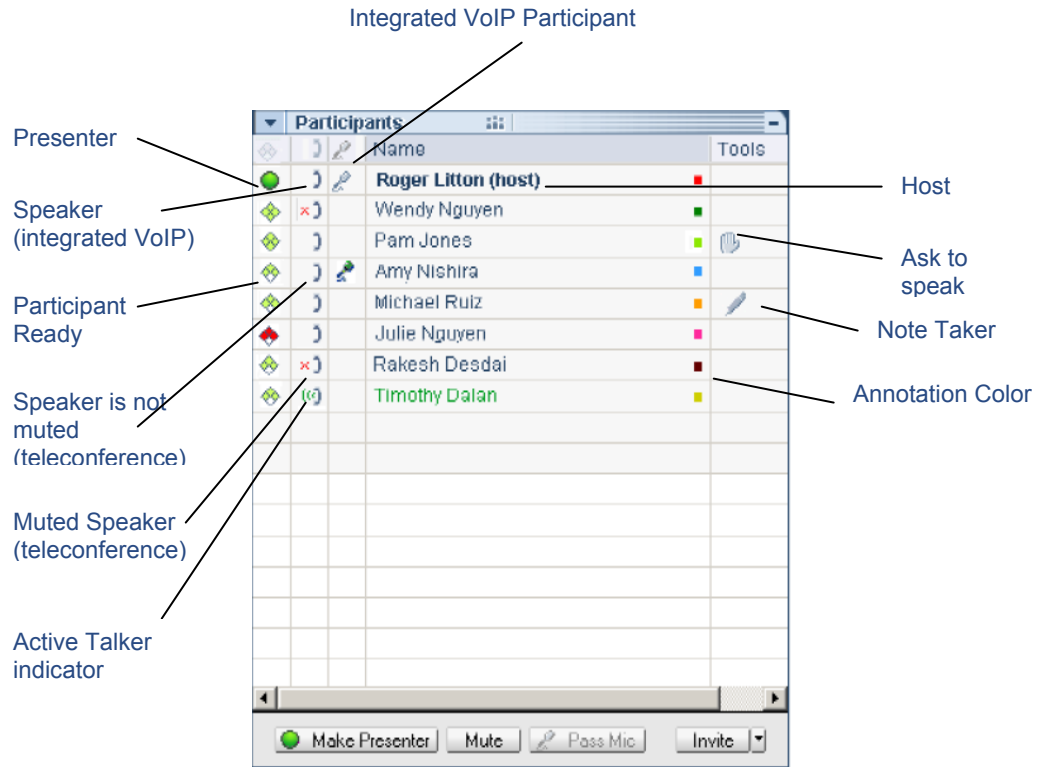 Integrated VoIP Participant
Presenter
Speaker
(integrated VoIP)
Participant
Ready
Speaker is not
muted
(teleconference)
Muted Speaker
(teleconference)
Active Talker
indicator
Participants
Name Tools
Roger Litton (host)
Wendy Nguyen
Pam Jones
Amy Nishira
Michael Ruiz
Julie Nguyen
Rakesh Desdai
Timothy Dalan
Make Presenter Mute Pass Mic Invite
Host
Ask to
speak
Note Taker
Annotation Color